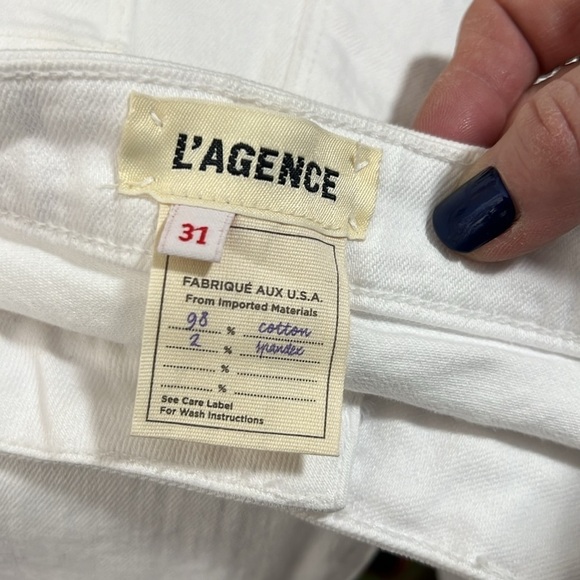 L'AGENCE
31
FABRIQUÉ AUX U.S.A.
From Imported Materials
98 % cotton
2 % spandex
%
%
See Care Label
For Wash Instructions